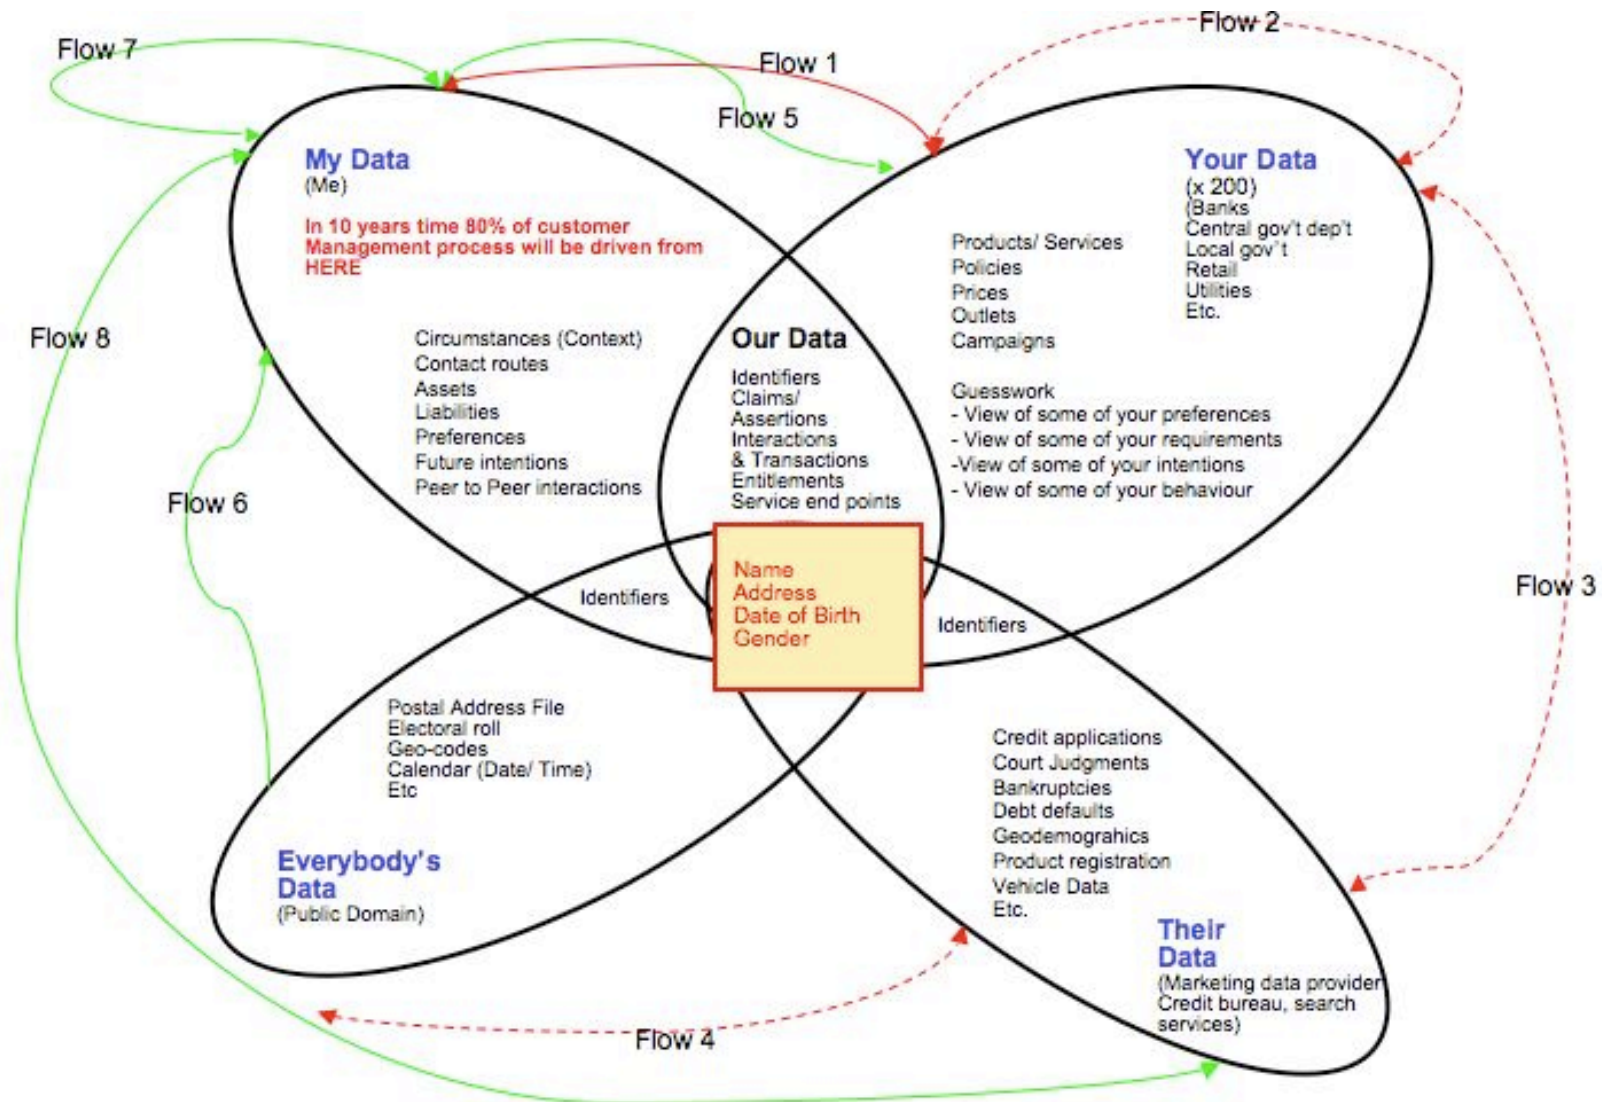 Flow 7
Flow 1
Flow 2
Flow 5
My Data
(Me)
In 10 years time 80% of customer
Management process will be driven from
HERE
Your Data
(x 200)
(Banks
Central gov't dep't
Local gov't
Retail
Utilities
Etc.
Products/ Services
Policies
Prices
Outlets
Campaigns
Guesswork
- View of some of your preferences
- View of some of your requirements
-View of some of your intentions
- View of some of your behaviour
Flow 8
Circumstances (Context)
Contact routes
Assets
Liabilities
Preferences
Future intentions
Peer to Peer interactions
Our Data
Identifiers
Claims/
Assertions
Interactions
& Transactions
Entitlements
Service end points
Flow 6
Flow 3
Name
Address
Date of Birth
Gender
Identifiers
Identifiers
Postal Address File
Electoral roll
Geo-codes
Calendar (Date/ Time)
Etc
Everybody's
Data
(Public Domain)
Credit applications
Court Judgments
Bankruptcies
Debt defaults
Geodemograhics
Product registration
Vehicle Data
Etc.
Their
Data
(Marketing data provider
Credit bureau, search
services)
Flow 4